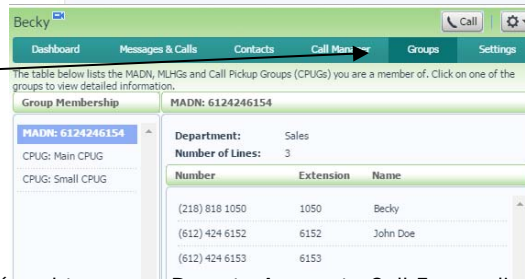 Becky
Call
Dashboard Messages & Calls Contacts Call Manager Groups Settings
The table below lists the MADN, MLHGs and Call Pickup Groups (CPUGs) you are a member of. Click on one of the
groups to view detailed information.
Group Membership
MADN: 6124246154
CPUG: Main CPUG
CPUG: Small CPUG
MADN: 6124246154
Department: Sales
Number of Lines: 3
Number Extension Name
(218) 818 1050 1050 Becky
(612) 424 6152 6152 John Doe
(612) 424 6153 6153